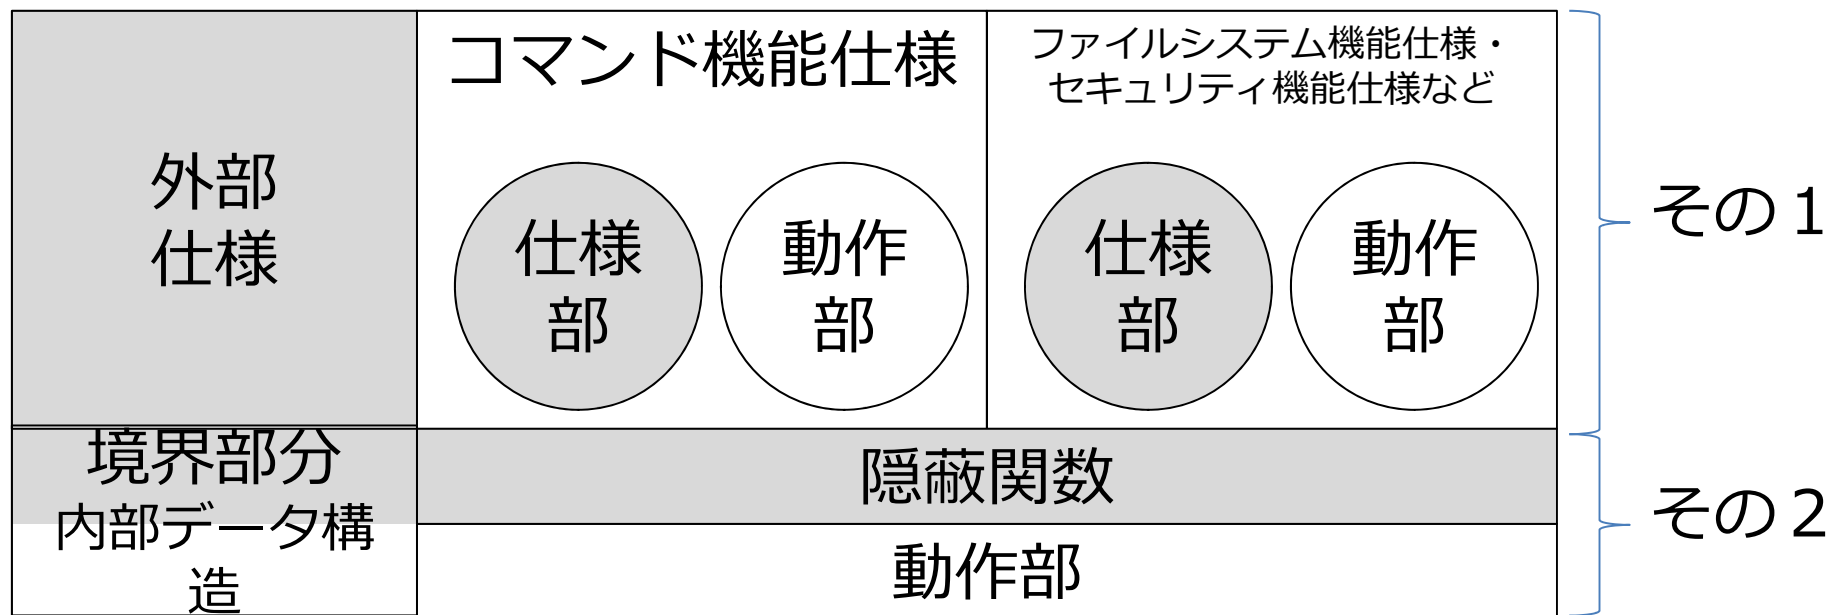 外部
仕様
コマンド機能仕様
仕様
部
動作
部
ファイルシステム機能仕様・
セキュリティ機能仕様など
仕様
部
動作
部
その１
境界部分
内部データ構
造
隠蔽関数
動作部
その２